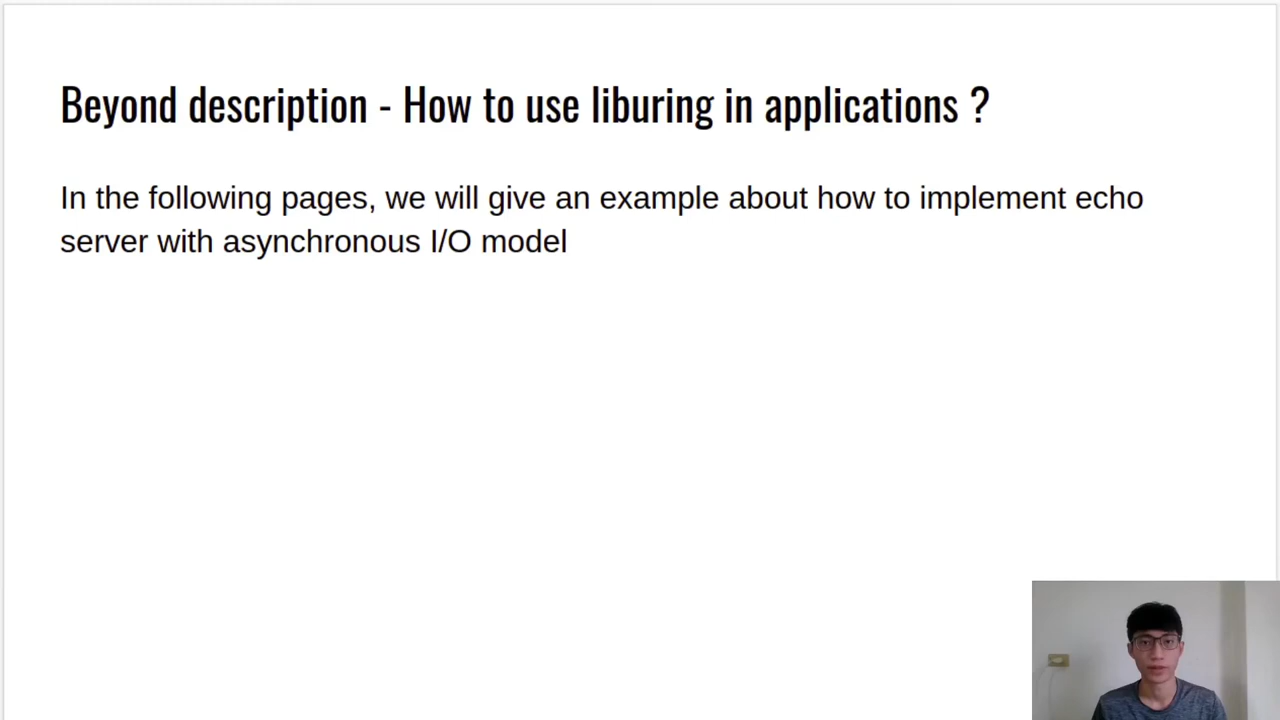 Beyond description - How to use liburing in applications ?
In the following pages, we will give an example about how to implement echo
server with asynchronous I/O model